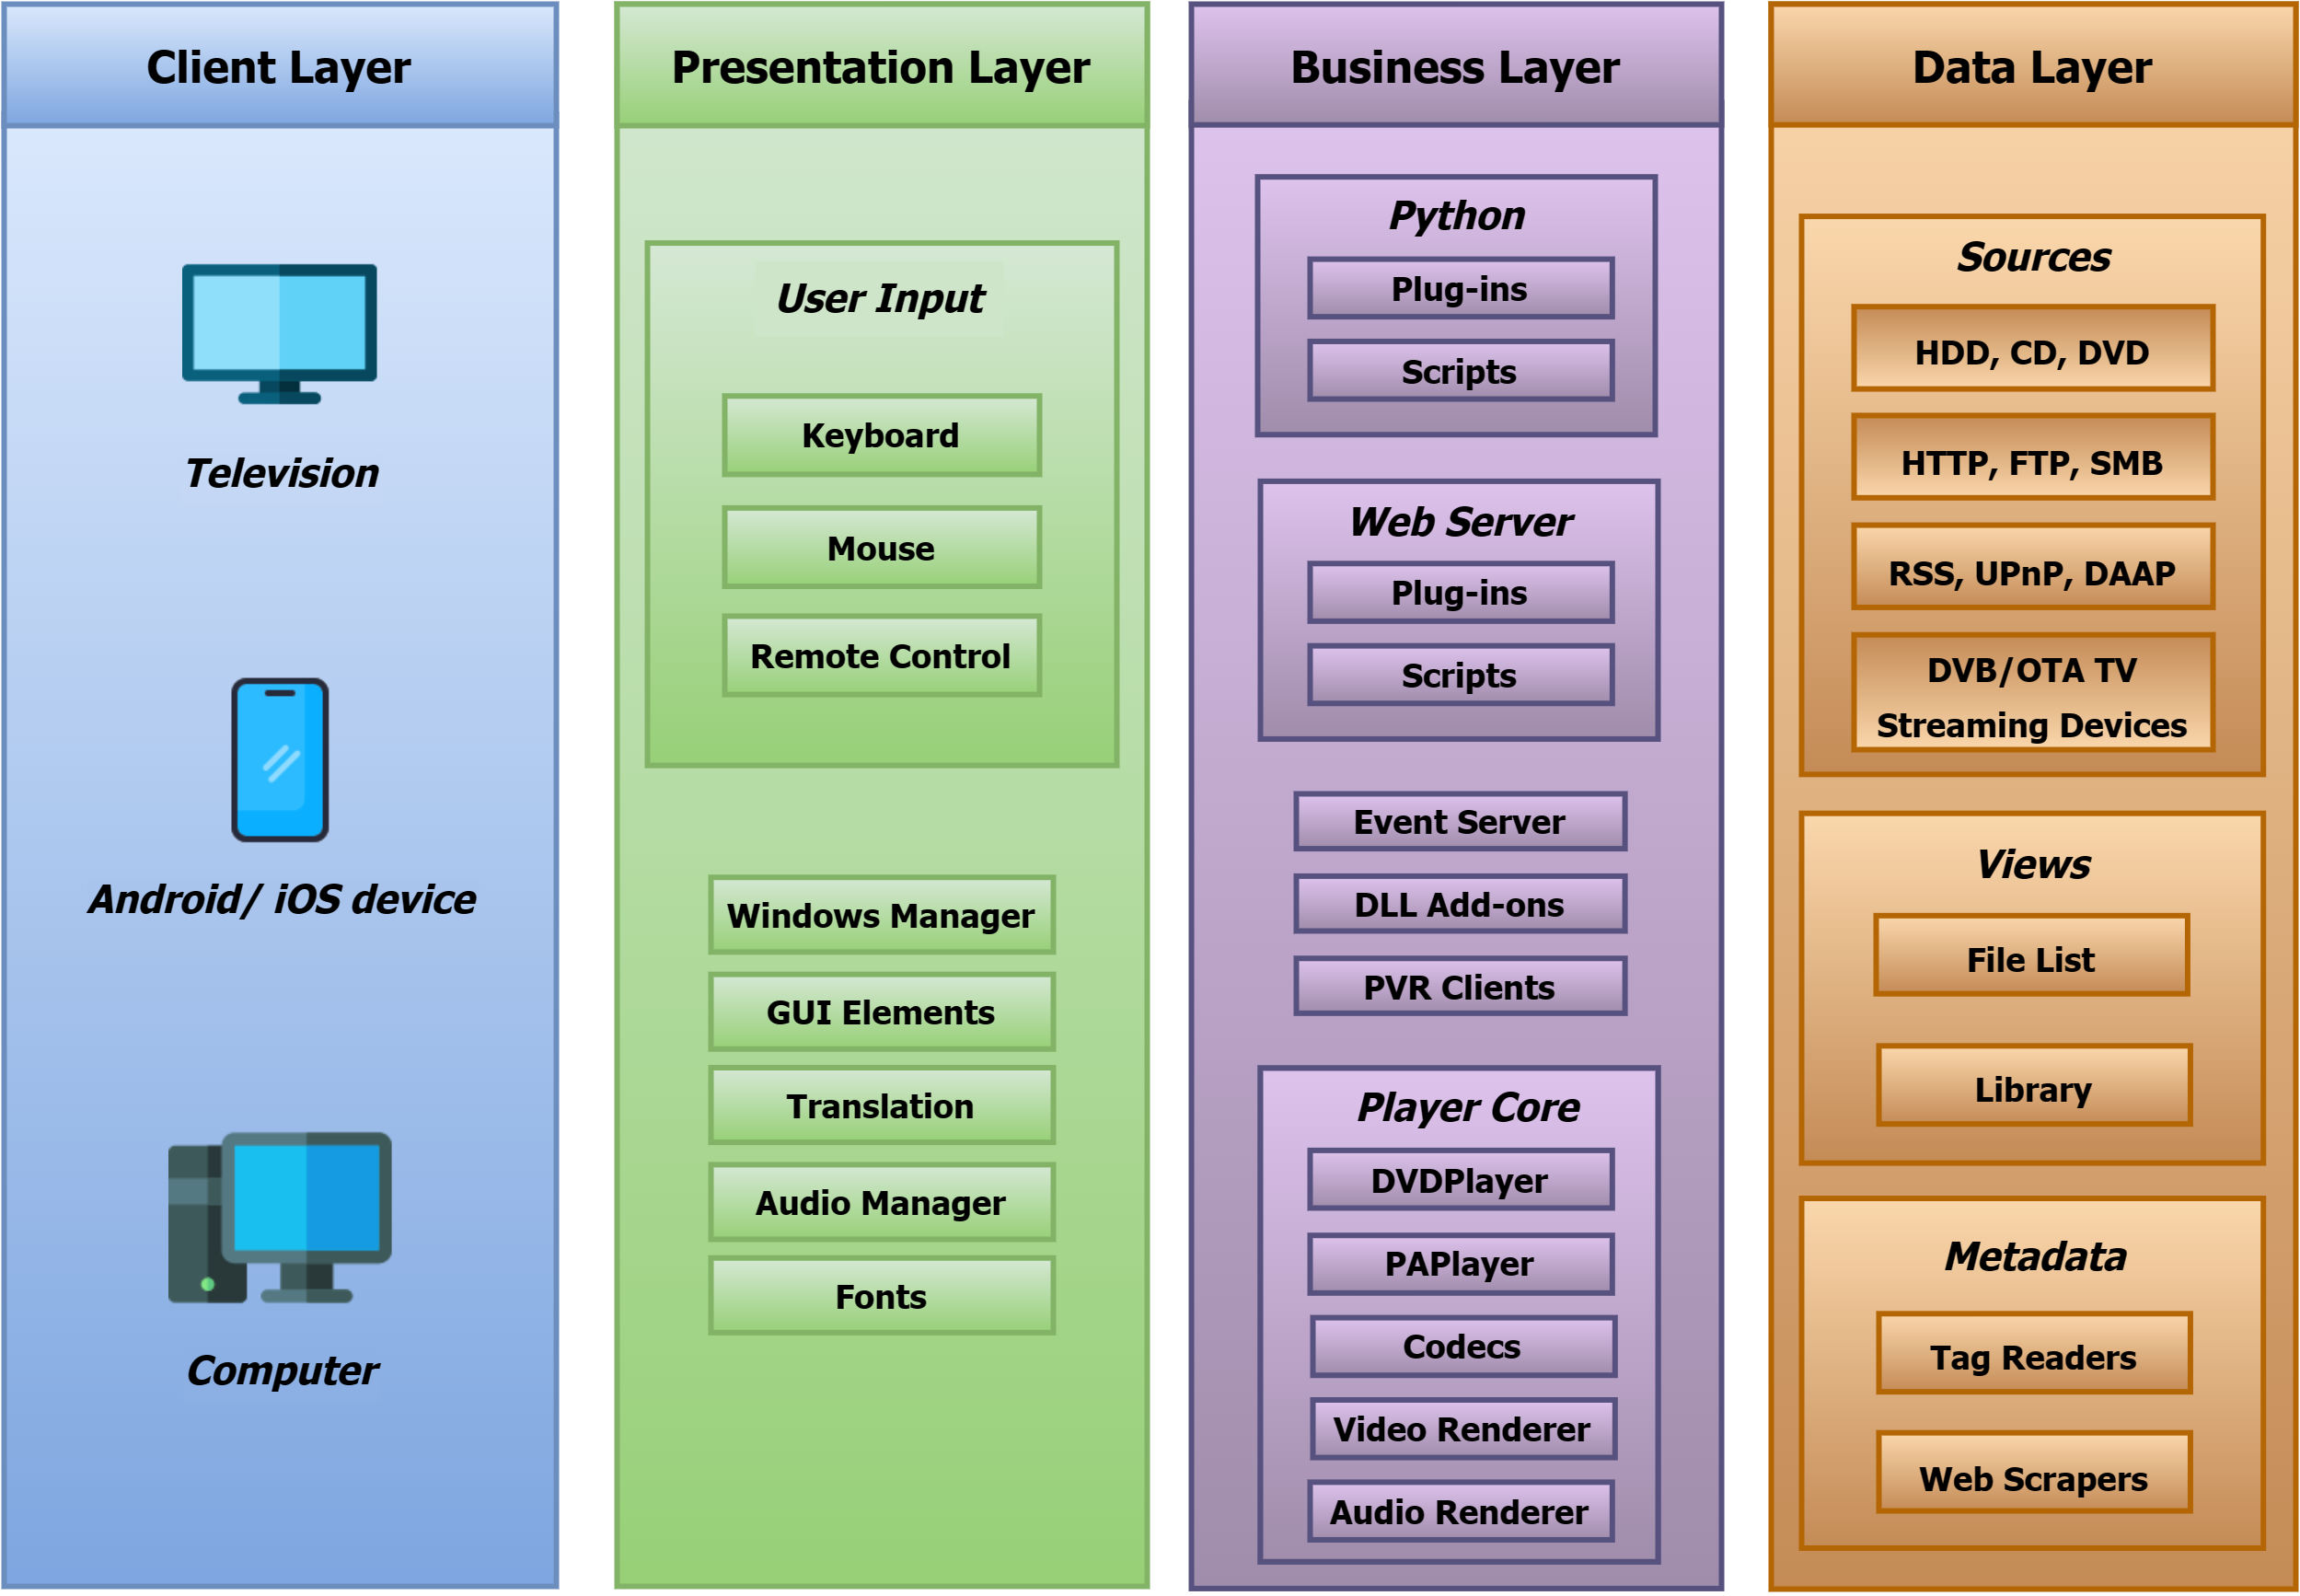 Client Layer
Television
Android/ iOS device
Computer
Presentation Layer
User Input
Keyboard
Mouse
Remote Control
Windows Manager
GUI Elements
Translation
Audio Manager
Fonts
Business Layer
Python
Plug-ins
Scripts
Web Server
Plug-ins
Scripts
Event Server
DLL Add-ons
PVR Clients
Player Core
DVDPlayer
PAPlayer
Codecs
Video Renderer
Audio Renderer
Data Layer
Sources
HDD, CD, DVD
HTTP, FTP, SMB
RSS, UPnP, DAAP
DVB/OTA TV
Streaming Devices
Views
File List
Library
Metadata
Tag Readers
Web Scrapers